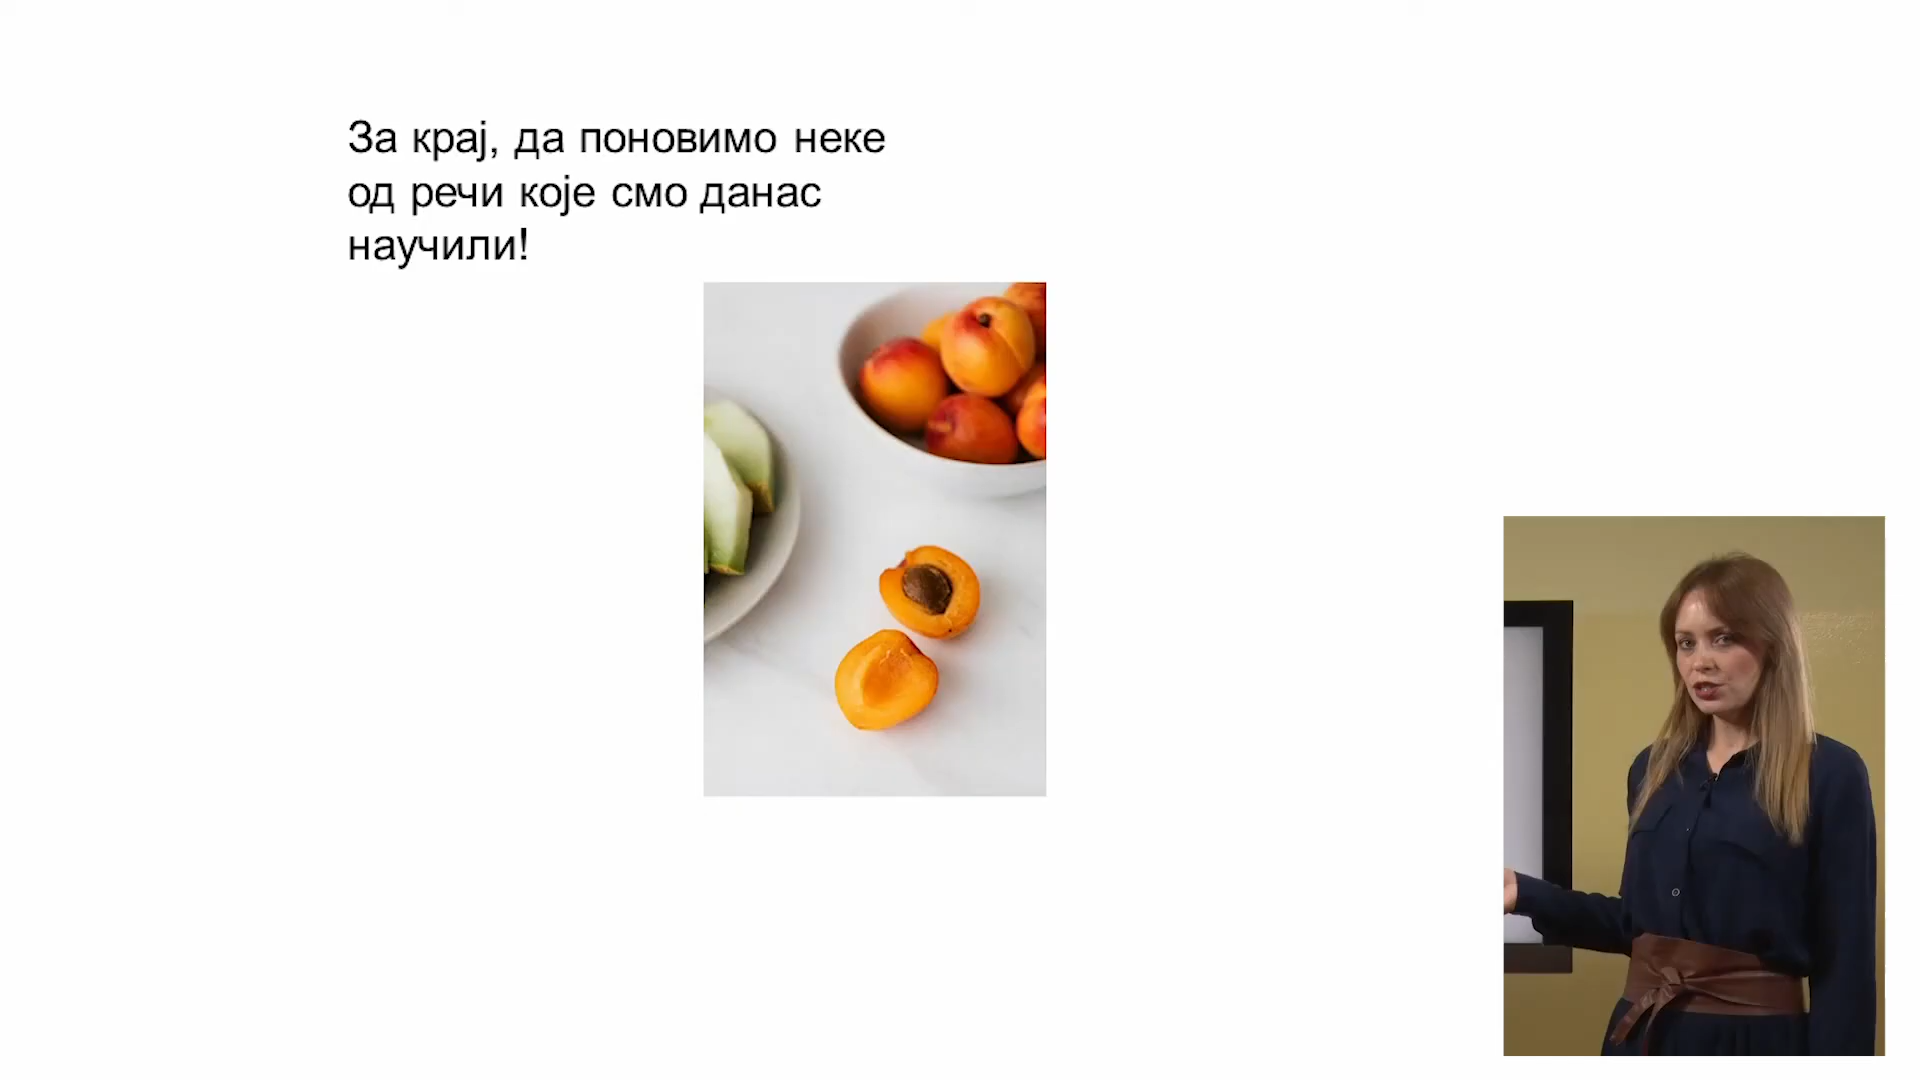 За крај, да поновимо неке
од речи које смо данас
научили!